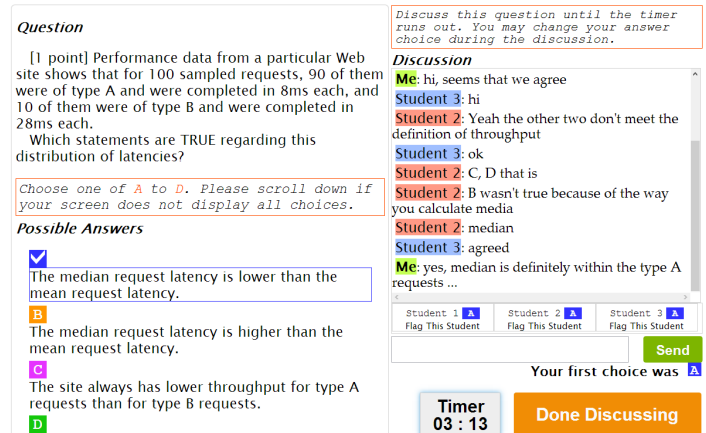 Question
[1 point] Performance data from a particular Web
site shows that for 100 sampled requests, 90 of them
were of type A and were completed in 8ms each, and
10 of them were of type B and were completed in
28ms each.
Which statements are TRUE regarding this
distribution of latencies?
Choose one of A to D. Please scroll down if
your screen does not display all choices.
Possible Answers
The median request latency is lower than the
mean request latency.
B
The median request latency is higher than the
mean request latency.
C
The site always has lower throughput for type A
requests than for type B requests.
D
Discuss this question until the timer
runs out. You may change your answer
choice during the discussion.
Discussion
Me: hi, seems that we agree
Student 3: hi
Student 2: Yeah the other two don't meet the
definition of throughput
Student 3: ok
Student 2: C, D that is
Student 2: B wasn't true because of the way
you calculate media
Student 2: median
Student 3: agreed
Me: yes, median is definitely within the type A
requests ...
Student 1 A
Flag This Student
Student 2 A
Flag This Student
Student 3 A
Flag This Student
Send
Your first choice was A
Timer
03 : 13
Done Discussing